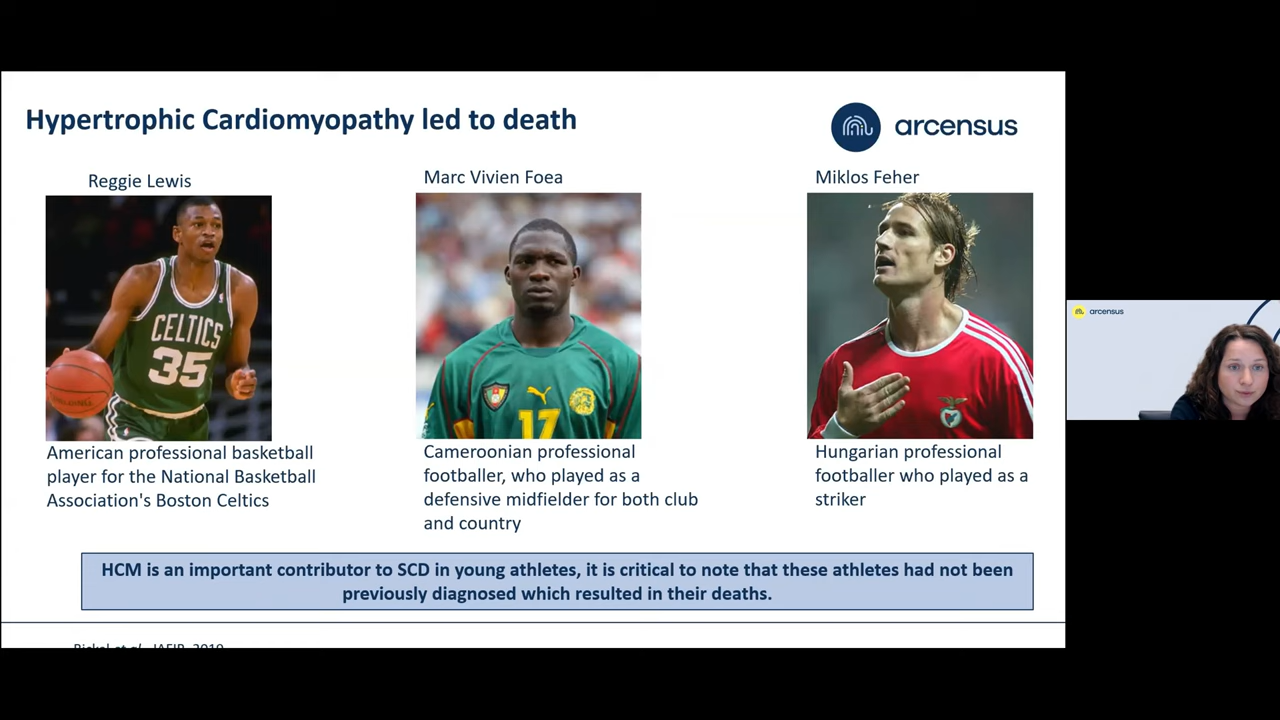 Hypertrophic Cardiomyopathy led to death
arcensus
Reggie Lewis
Marc Vivien Foea
Miklos Feher
CELTICS
35
17
American professional basketball
player for the National Basketball
Association's Boston Celtics
Cameroonian professional
footballer, who played as a
defensive midfielder for both club
and country
Hungarian professional
footballer who played as a
striker
HCM is an important contributor to SCD in young athletes, it is critical to note that these athletes had not been
previously diagnosed which resulted in their deaths.
et al. 2019
arcensus